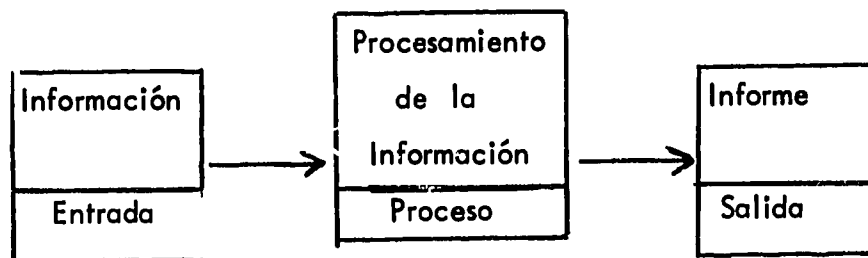 Información
Entrada
Procesamiento
de la
Información
Proceso
Informe
Salida